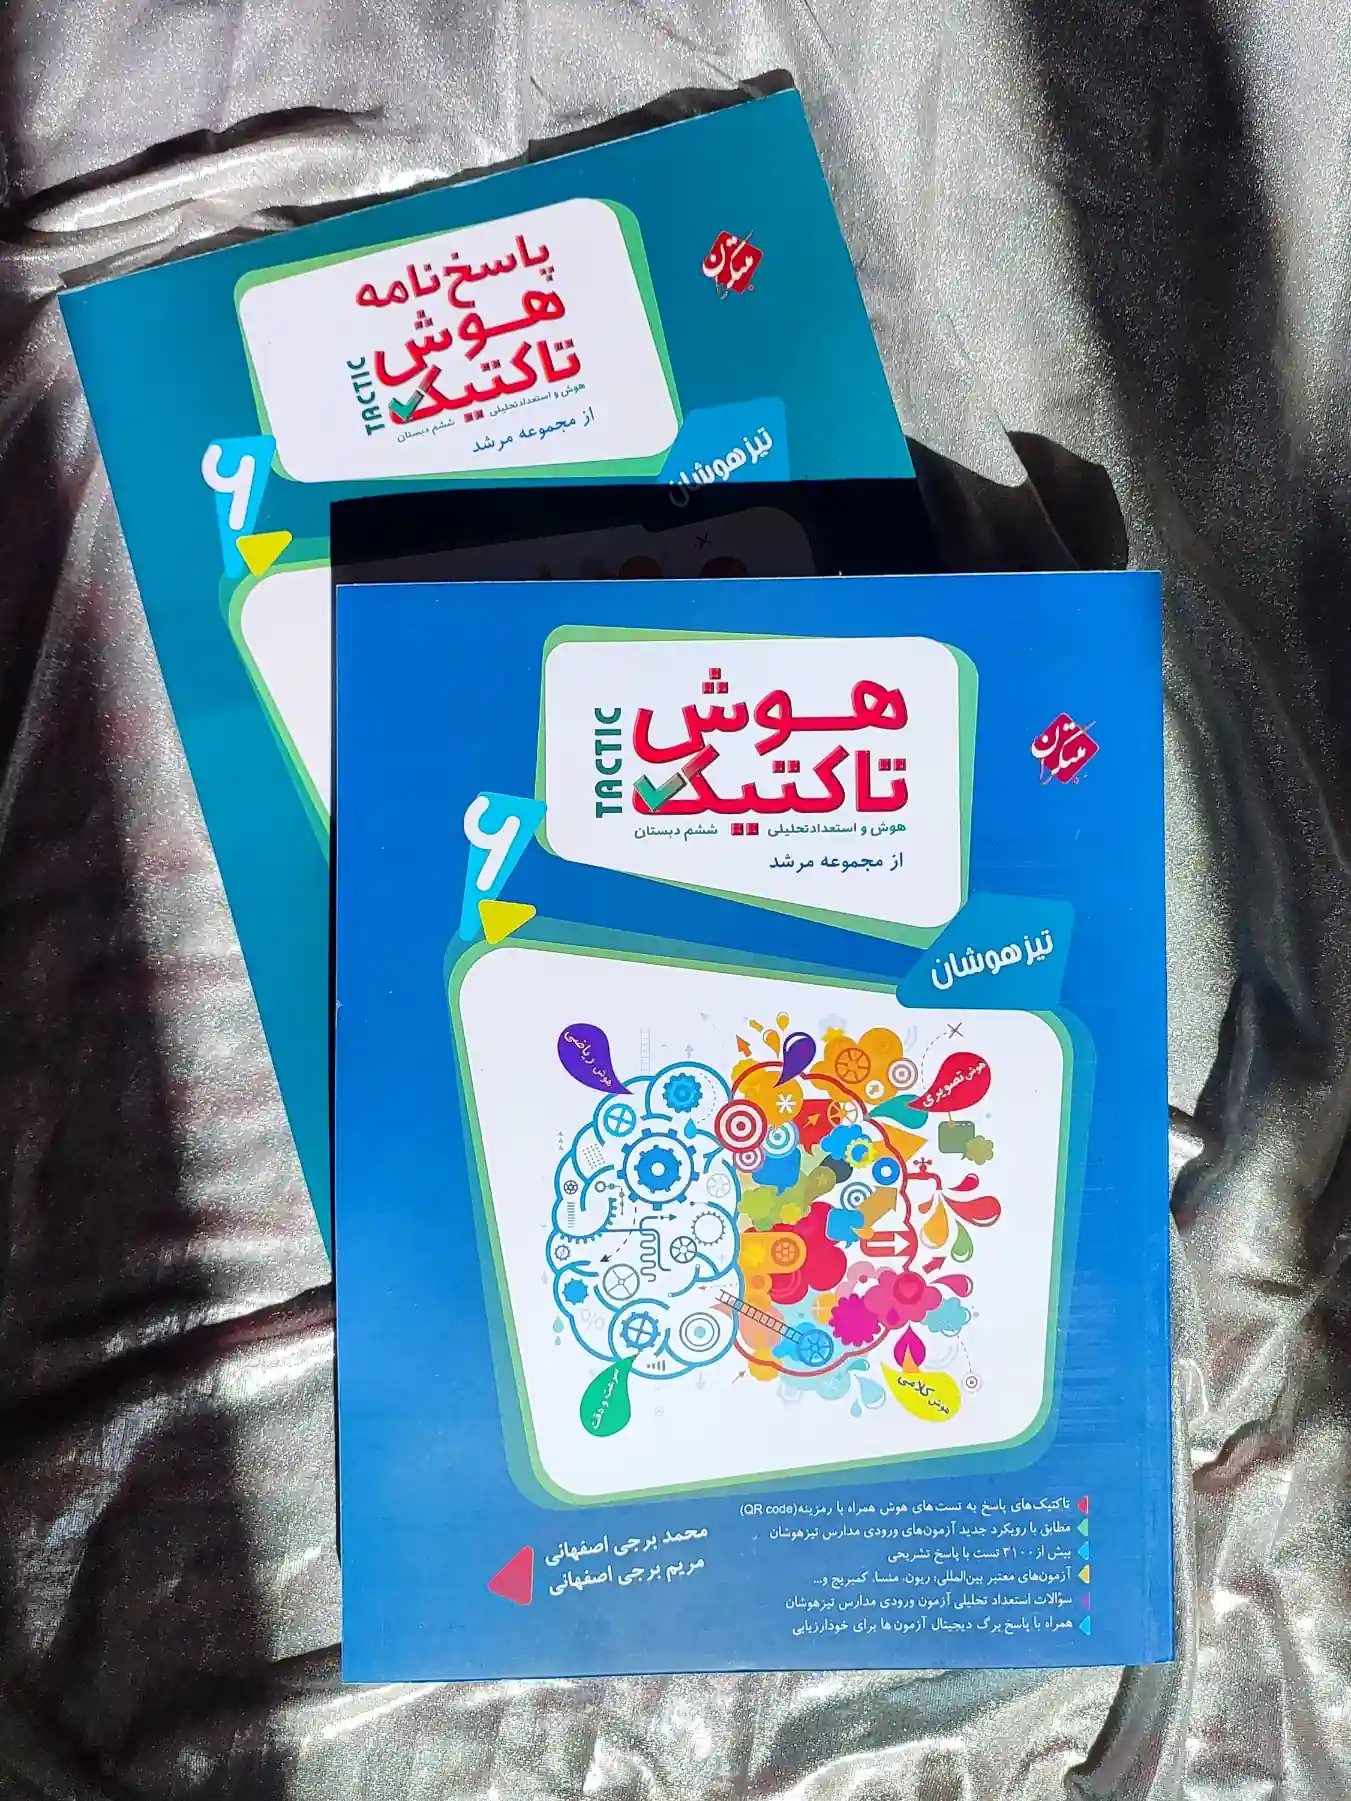 پاسخ‌نامه
هوش
تاکتیک
TACTIC
هوش و استعداد تحلیلی ششم دبستان
از مجموعه مرشد
مبتکران
تیزهوشان
۶
هوش
تاکتیک
TACTIC
هوش و استعداد تحلیلی ششم دبستان
از مجموعه مرشد
مبتکران
۶
تیزهوشان
هوش ریاضی
هوش تصویری
سرعت و دقت
هوش کلامی
تاکتیک‌های پاسخ به تست‌های هوش همراه با رمزینه (QR code)
مطابق با رویکرد جدید آزمون‌های ورودی مدارس تیزهوشان
بیش از ۳۱۰۰ تست با پاسخ تشریحی
آزمون‌های معتبر بین‌المللی: ریون، منسا، کمبریج و...
سؤالات استعداد تحلیلی آزمون ورودی مدارس تیزهوشان
همراه با پاسخ برگ دیجیتال آزمون ها برای خودارزیابی
محمد برجی اصفهانی
مریم برجی اصفهانی